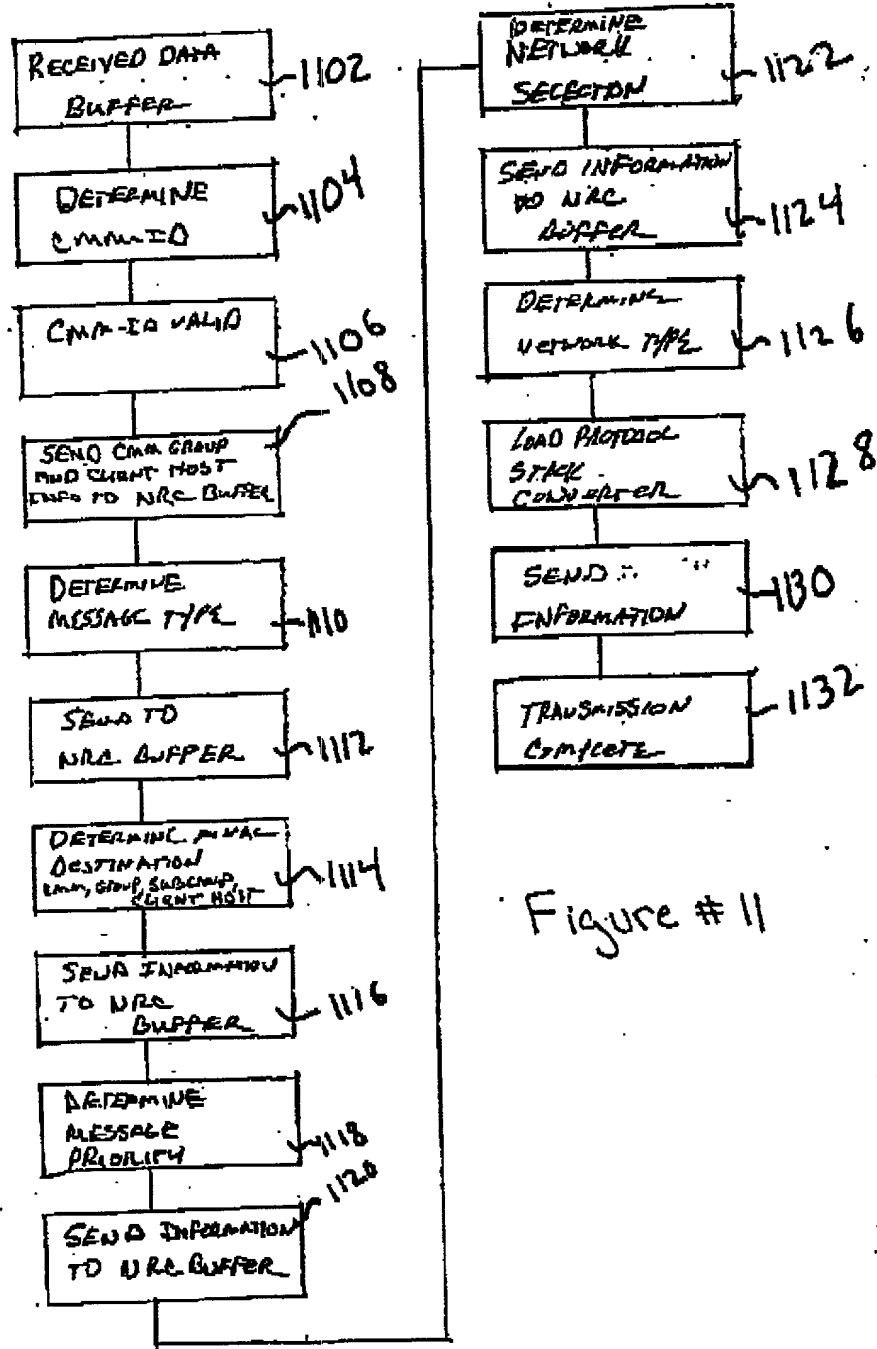 RECEIVED DATA
BUFFER
1102
DETERMINE
CMM-ID
1104
CMM-ID VALID
1106
SEND CMM GROUP
AND CLIENT HOST
INFO TO NRC BUFFER
1108
DETERMINE
MESSAGE TYPE
1110
SEND TO
NRC BUFFER
1112
DETERMINE FINAL
DESTINATION
CMM, GROUP, SUBGROUP,
CLIENT HOST
1114
SEND INFORMATION
TO NRC
BUFFER
1116
DETERMINE
MESSAGE
PRIORITY
1118
SEND INFORMATION
TO NRC BUFFER
1120
DETERMINE
NETWORK
SELECTION
1122
SEND INFORMATION
TO NRC
BUFFER
1124
DETERMINE
NETWORK TYPE
1126
LOAD PROTOCOL
STACK
CONVERTER
1128
SEND
INFORMATION
1130
TRANSMISSION
COMPLETE
1132
Figure # 11